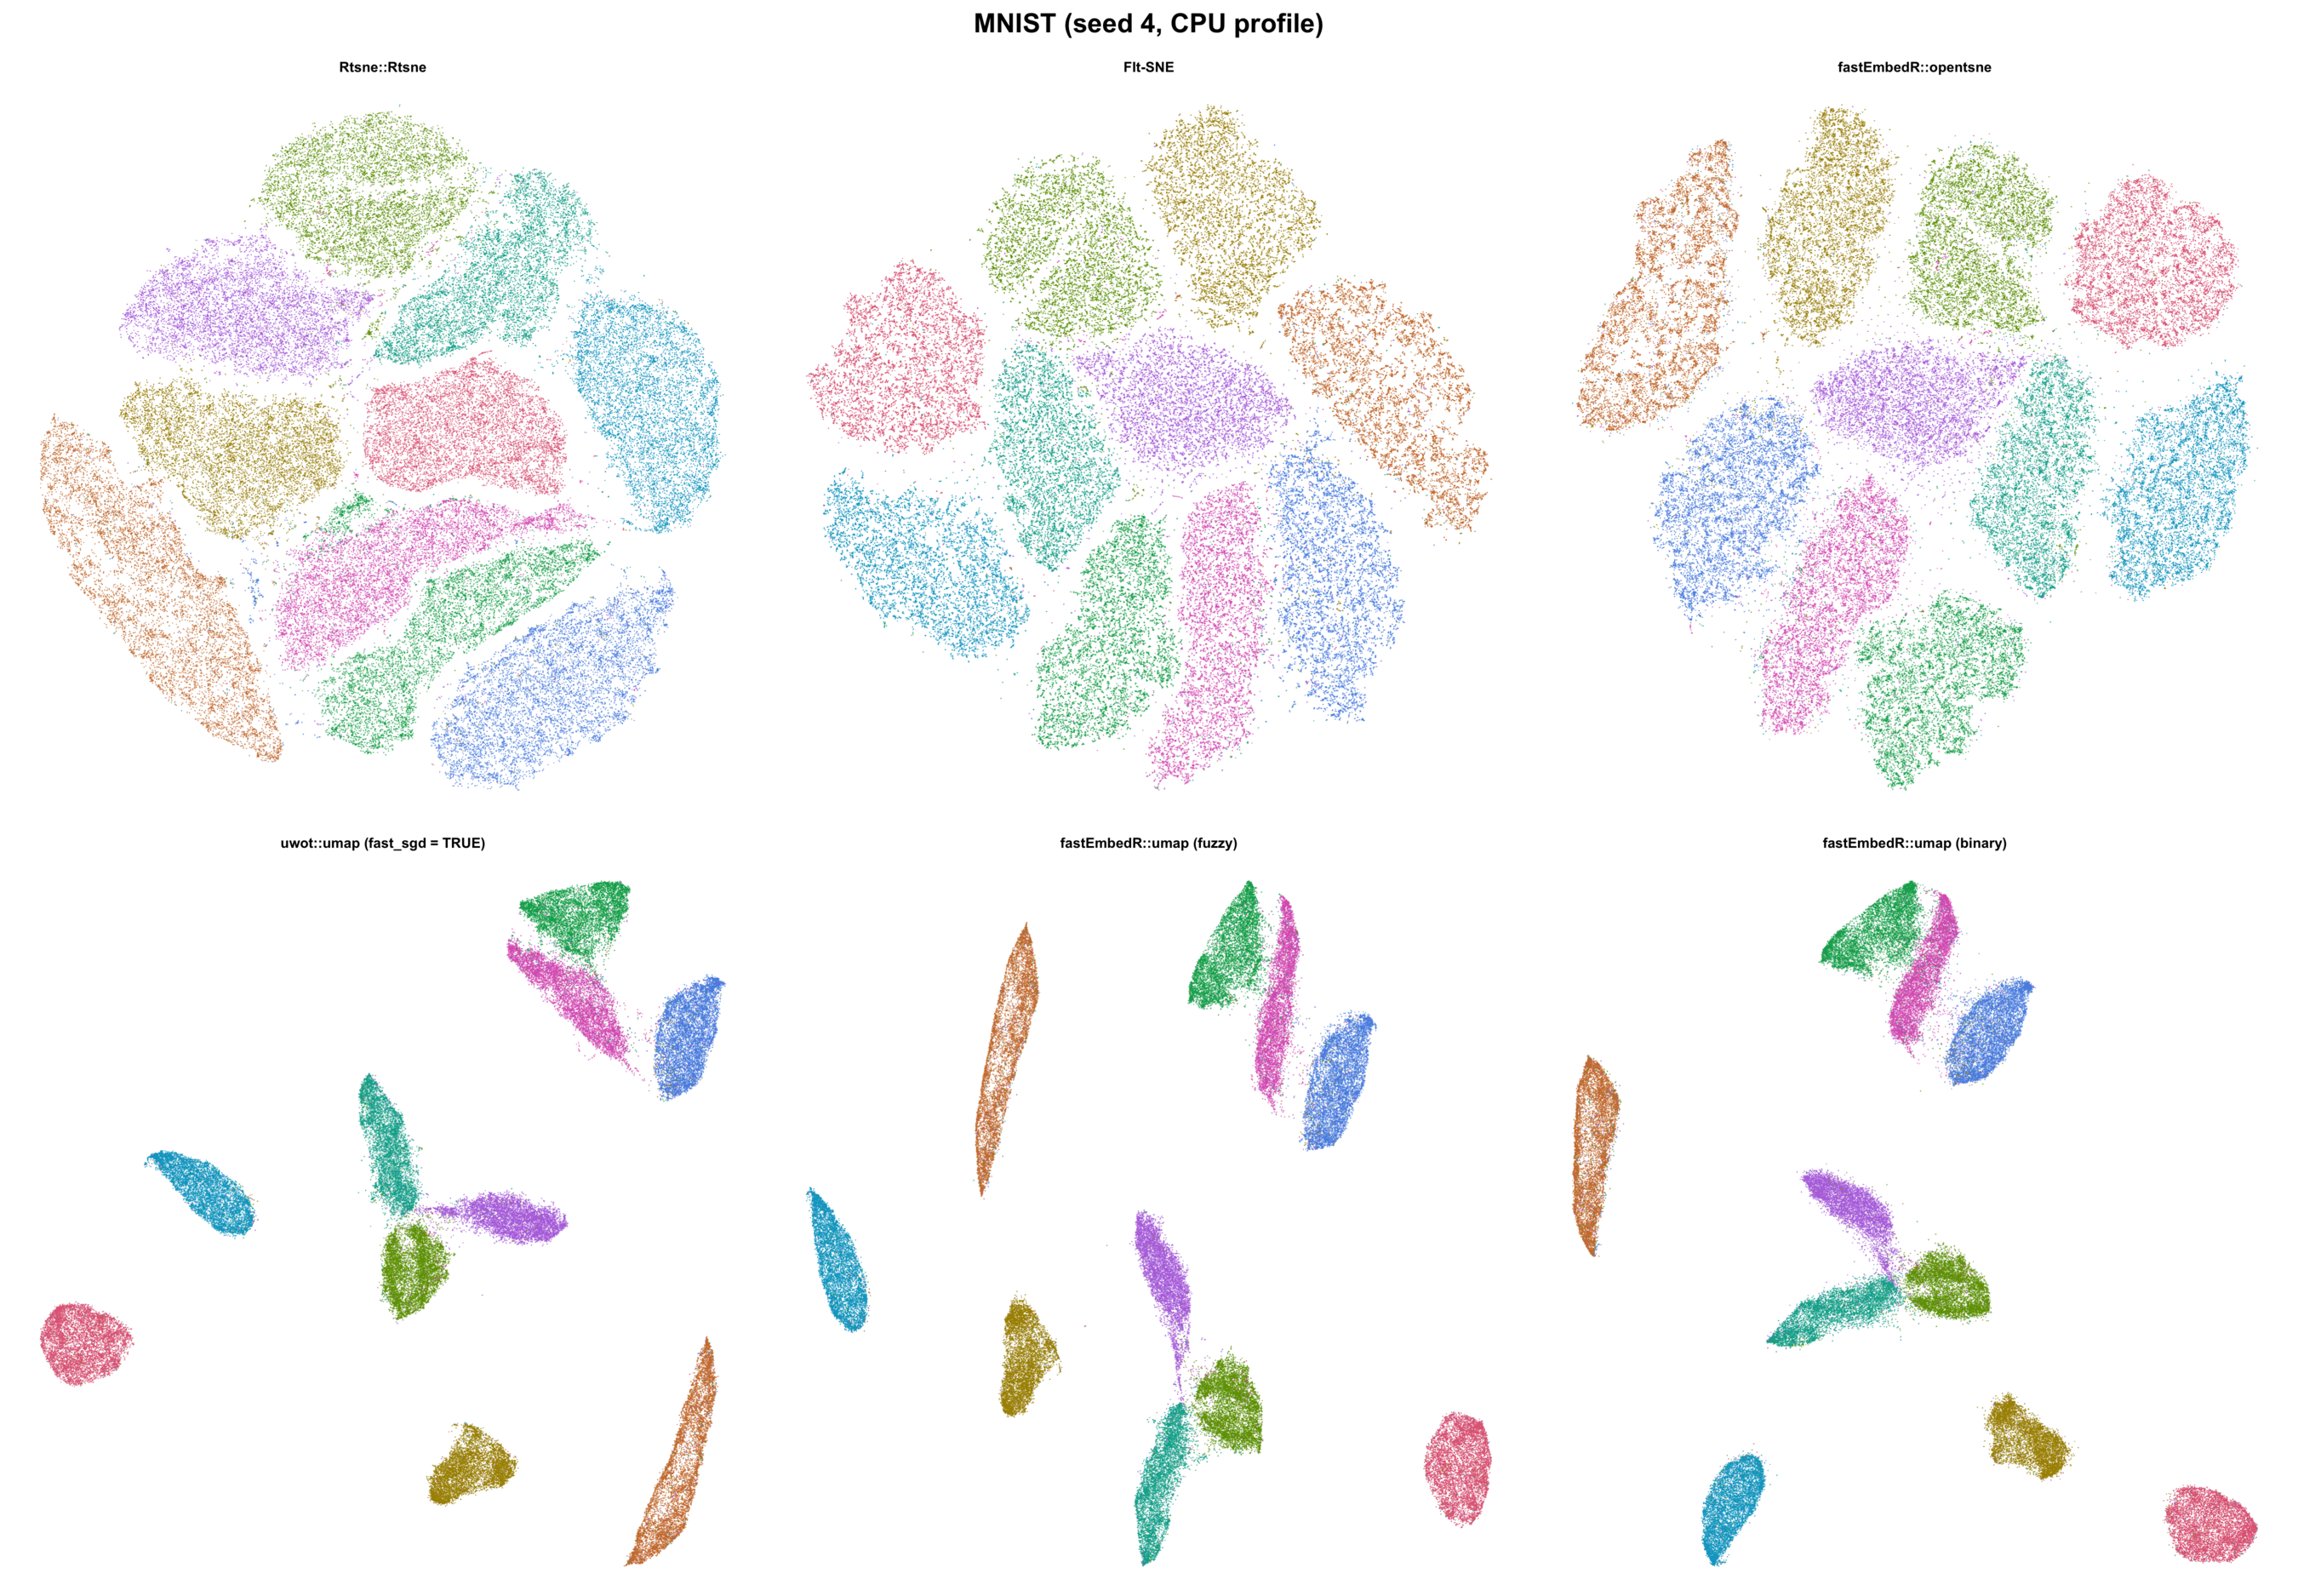 MNIST (seed 4, CPU profile)
Rtsne::Rtsne
FIt-SNE
fastEmbedR::opentsne
uwot::umap (fast_sgd = TRUE)
fastEmbedR::umap (fuzzy)
fastEmbedR::umap (binary)